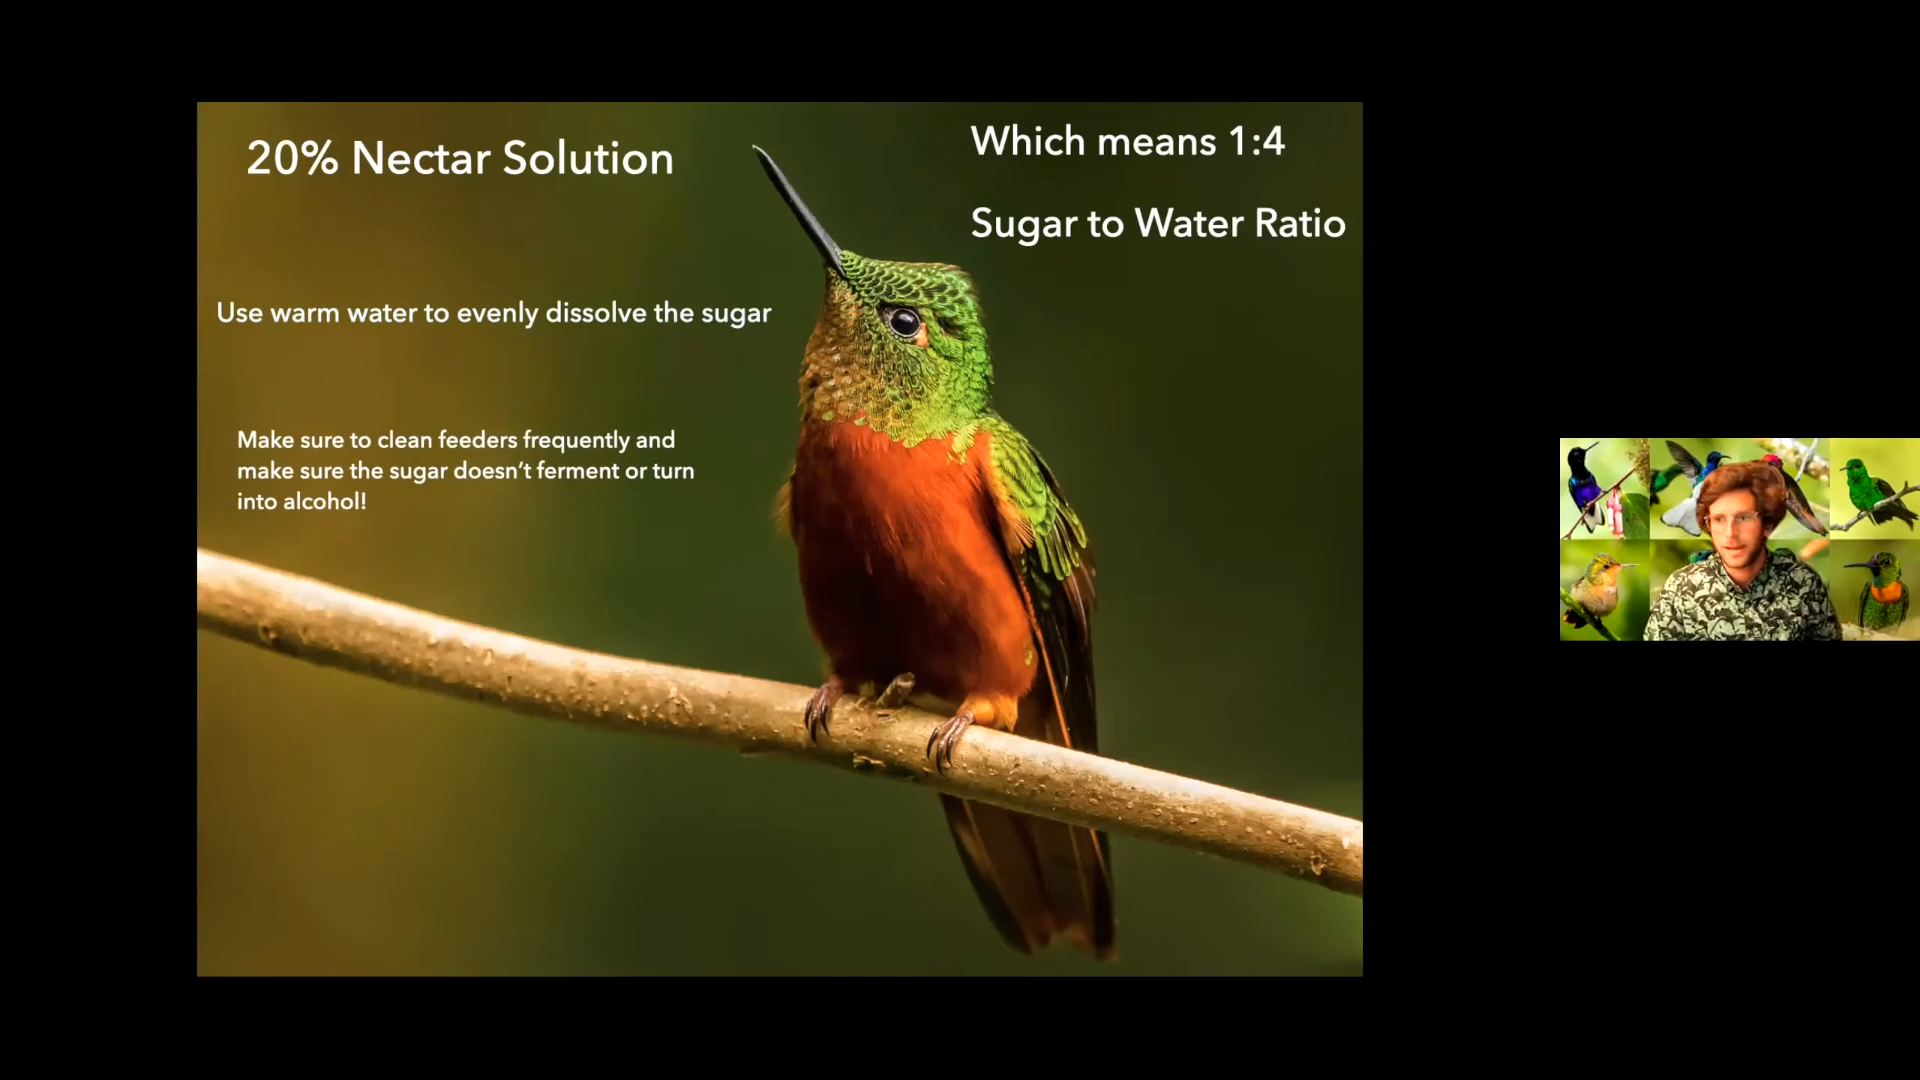 20% Nectar Solution
Which means 1:4
Sugar to Water Ratio
Use warm water to evenly dissolve the sugar
Make sure to clean feeders frequently and
make sure the sugar doesn’t ferment or turn
into alcohol!